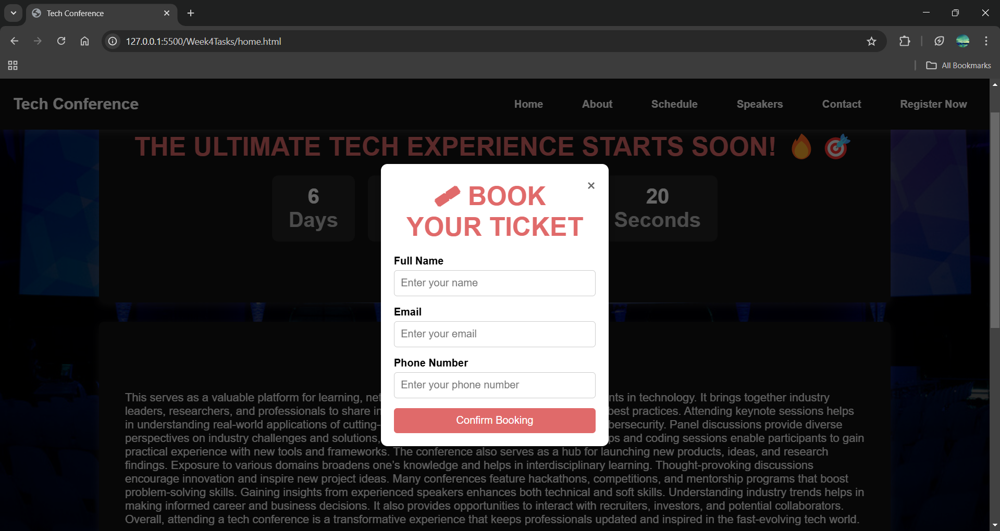 Tech Conference
127.0.0.1:5500/Week4Tasks/home.html
All Bookmarks
Tech Conference
Home
About
Schedule
Speakers
Contact
Register Now
THE ULTIMATE TECH EXPERIENCE STARTS SOON! 🔥 🎯
6
Days
20
Seconds
×
🎟 BOOK
YOUR TICKET
Full Name
Enter your name
Email
Enter your email
Phone Number
Enter your phone number
Confirm Booking
This serves as a valuable platform for learning, in technology. It brings together industry
leaders, researchers, and professionals to share best practices. Attending keynote sessions helps
in understanding real-world applications of cutting- Panel discussions provide diverse
perspectives on industry challenges and solutions, and coding sessions enable participants to gain
practical experience with new tools and frameworks. The conference also serves as a hub for launching new products, ideas, and research
findings. Exposure to various domains broadens one's knowledge and helps in interdisciplinary learning. Thought-provoking discussions
encourage innovation and inspire new project ideas. Many conferences feature hackathons, competitions, and mentorship programs that boost
problem-solving skills. Gaining insights from experienced speakers enhances both technical and soft skills. Understanding industry trends helps in
making informed career and business decisions. It also provides opportunities to interact with recruiters, investors, and potential collaborators.
Overall, attending a tech conference is a transformative experience that keeps professionals updated and inspired in the fast-evolving tech world.